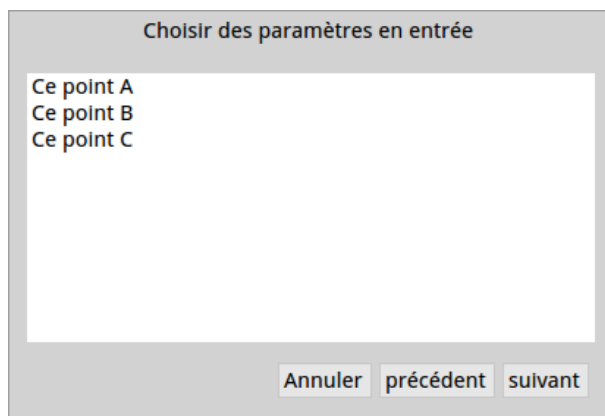 Choisir des paramètres en entrée
Ce point A
Ce point B
Ce point C
Annuler précédent suivant